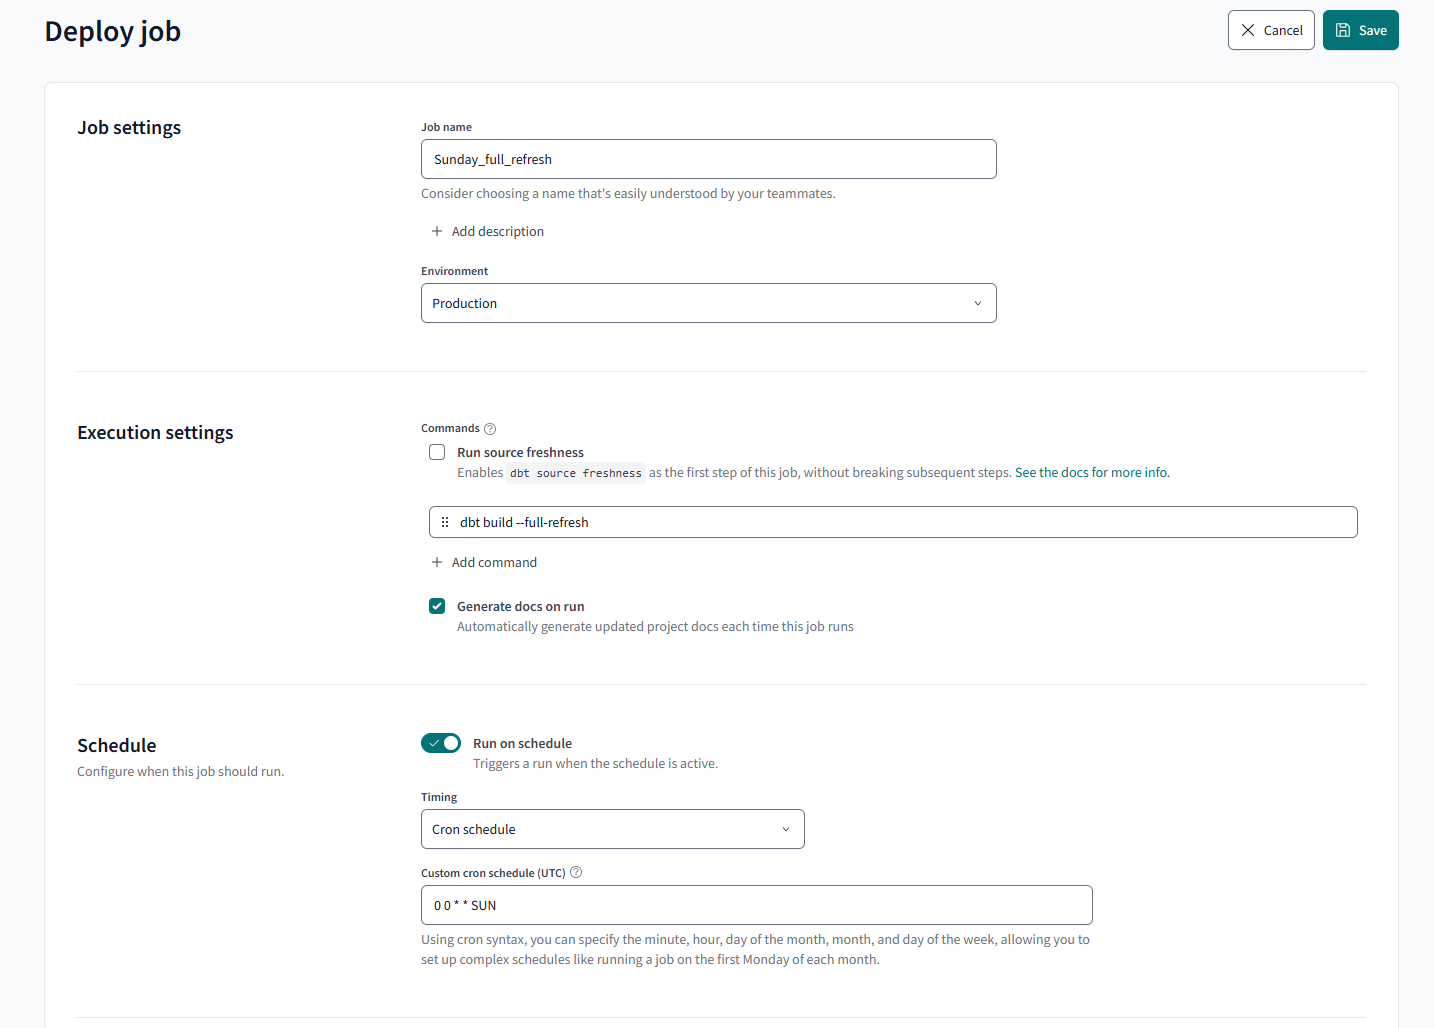 Deploy job
Cancel
Save
Job settings
Job name
Sunday_full_refresh
Consider choosing a name that's easily understood by your teammates.
Add description
Environment
Production
Execution settings
Commands
Run source freshness
Enables dbt source freshness as the first step of this job, without breaking subsequent steps. See the docs for more info.
dbt build --full-refresh
Add command
Generate docs on run
Automatically generate updated project docs each time this job runs
Schedule
Configure when this job should run.
Run on schedule
Triggers a run when the schedule is active.
Timing
Cron schedule
Custom cron schedule (UTC)
0 0 * * SUN
Using cron syntax, you can specify the minute, hour, day of the month, month, and day of the week, allowing you to
set up complex schedules like running a job on the first Monday of each month.